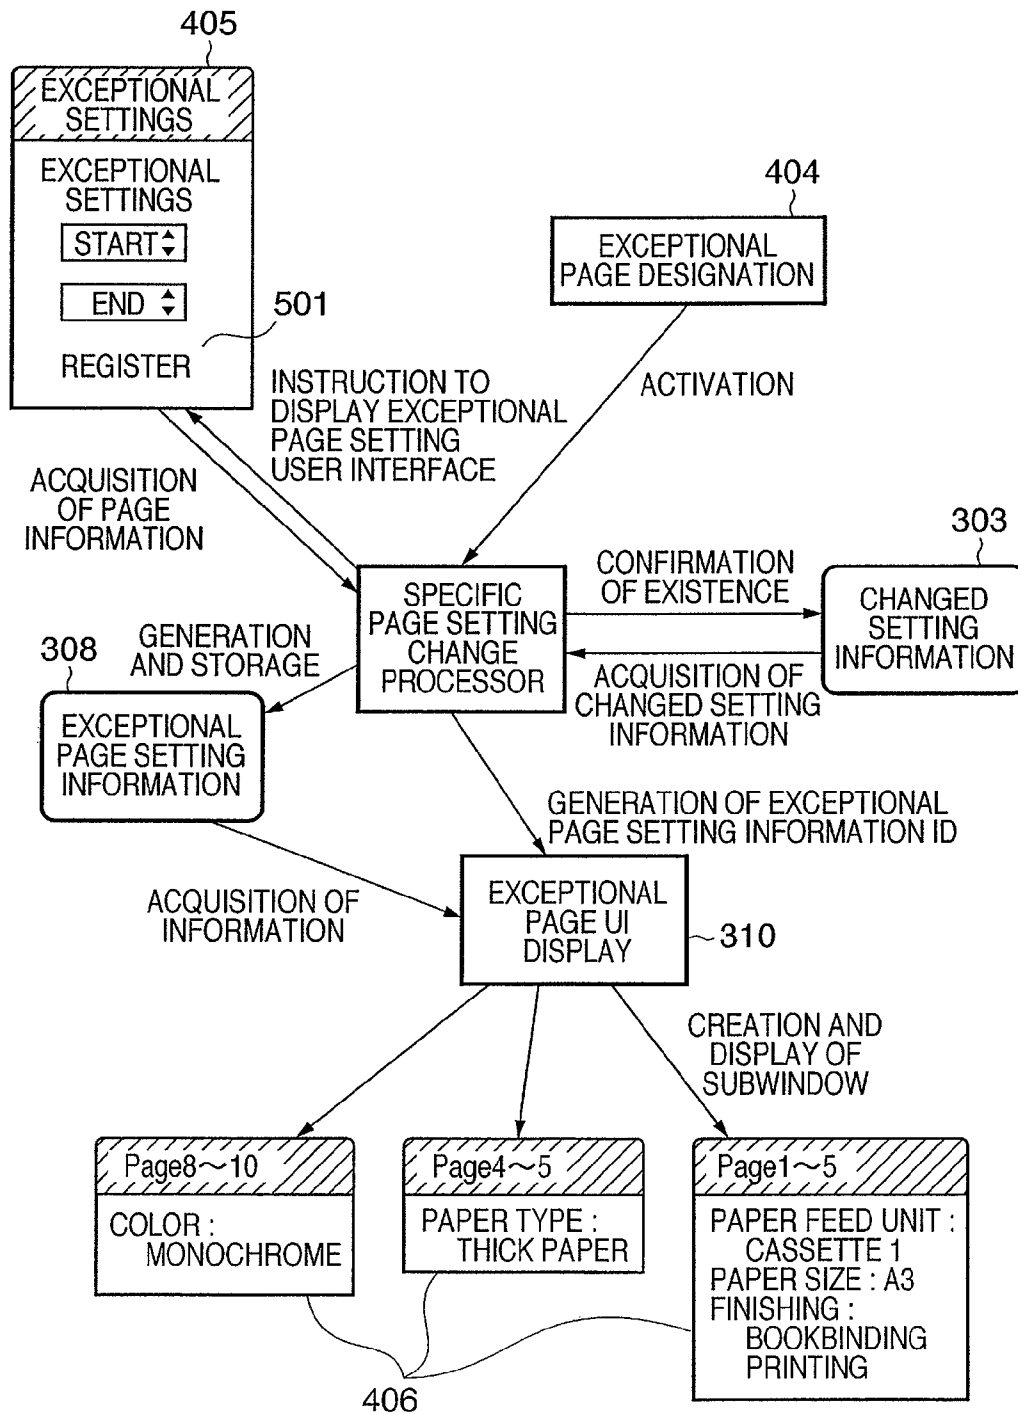 405
EXCEPTIONAL
SETTINGS
EXCEPTIONAL
SETTINGS
START
END
501
REGISTER
404
EXCEPTIONAL
PAGE DESIGNATION
ACTIVATION
INSTRUCTION TO
DISPLAY EXCEPTIONAL
PAGE SETTING
USER INTERFACE
ACQUISITION
OF PAGE
INFORMATION
SPECIFIC
PAGE SETTING
CHANGE
PROCESSOR
CONFIRMATION
OF EXISTENCE
303
CHANGED
SETTING
INFORMATION
ACQUISITION OF
CHANGED SETTING
INFORMATION
GENERATION
AND STORAGE
308
EXCEPTIONAL
PAGE SETTING
INFORMATION
GENERATION OF EXCEPTIONAL
PAGE SETTING INFORMATION ID
ACQUISITION OF
INFORMATION
EXCEPTIONAL
PAGE UI
DISPLAY
310
CREATION AND
DISPLAY OF
SUBWINDOW
Page8～10
COLOR :
MONOCHROME
Page4～5
PAPER TYPE :
THICK PAPER
Page1～5
PAPER FEED UNIT :
CASSETTE 1
PAPER SIZE : A3
FINISHING :
BOOKBINDING
PRINTING
406